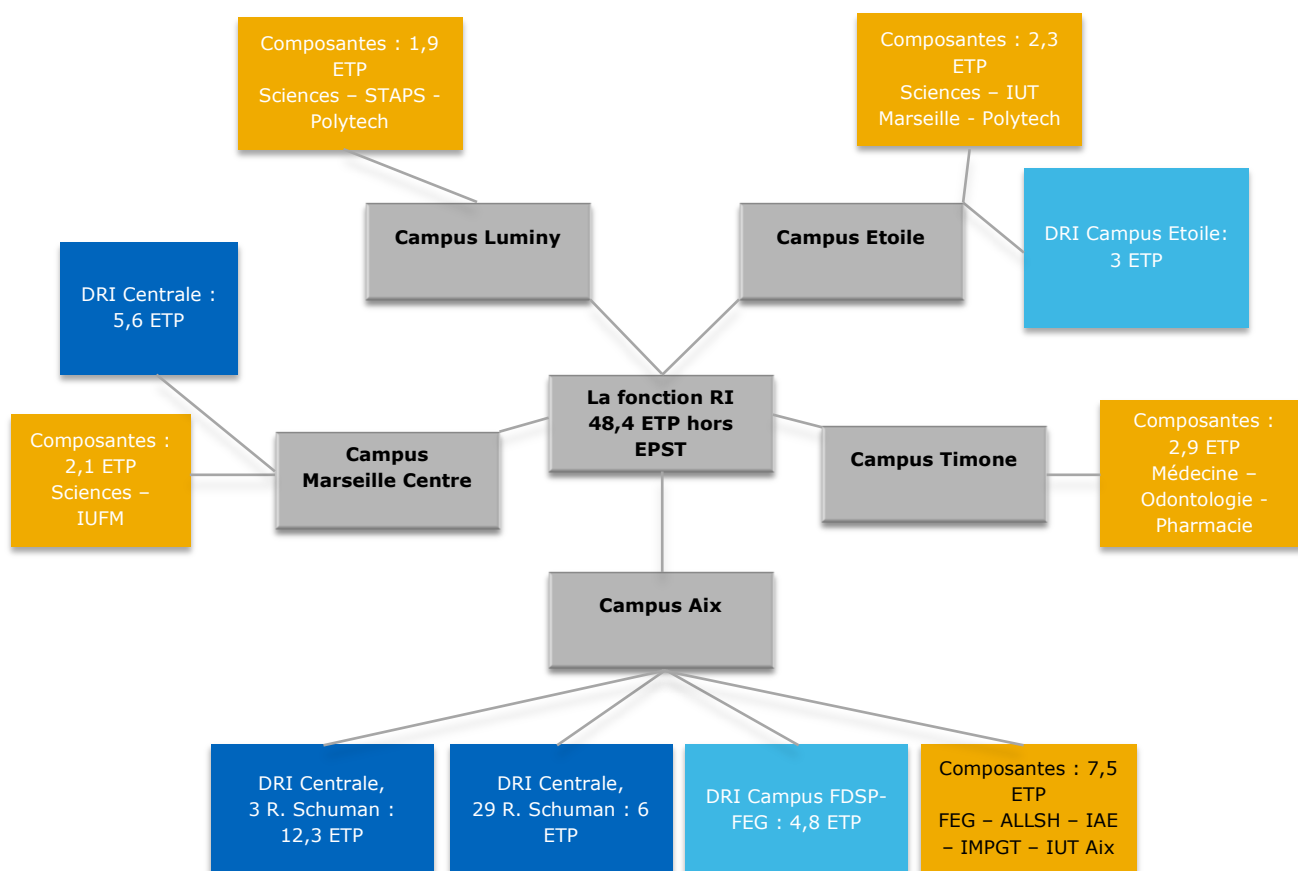 Composantes : 1,9
ETP
Sciences – STAPS -
Polytech
Composantes : 2,3
ETP
Sciences – IUT
Marseille - Polytech
Campus Luminy
Campus Etoile
DRI Campus Etoile:
3 ETP
DRI Centrale :
5,6 ETP
La fonction RI
48,4 ETP hors
EPST
Composantes :
2,1 ETP
Sciences –
IUFM
Campus
Marseille Centre
Campus Timone
Composantes :
2,9 ETP
Médecine –
Odontologie -
Pharmacie
Campus Aix
DRI Centrale,
3 R. Schuman :
12,3 ETP
DRI Centrale,
29 R. Schuman : 6
ETP
DRI Campus FDSP-
FEG : 4,8 ETP
Composantes : 7,5
ETP
FEG – ALLSH – IAE
– IMPGT – IUT Aix